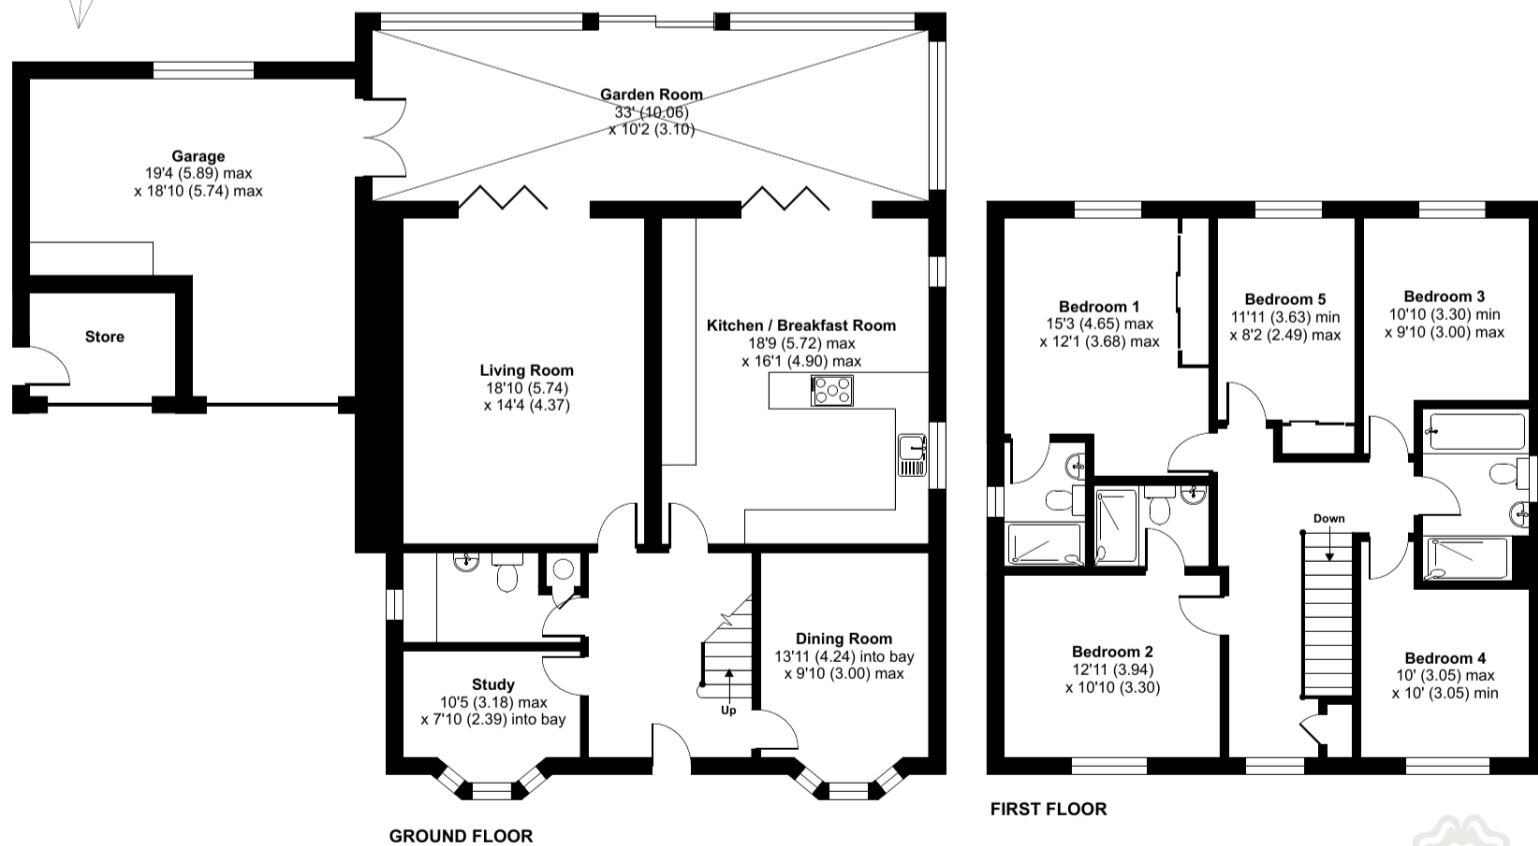 Garden Room
33' (10.06)
x 10'2 (3.10)
Garage
19'4 (5.89) max
x 18'10 (5.74) max
Store
Living Room
18'10 (5.74)
x 14'4 (4.37)
Kitchen / Breakfast Room
18'9 (5.72) max
x 16'1 (4.90) max
Study
10'5 (3.18) max
x 7'10 (2.39) into bay
Up
Dining Room
13'11 (4.24) into bay
x 9'10 (3.00) max
GROUND FLOOR
Bedroom 1
15'3 (4.65) max
x 12'1 (3.68) max
Bedroom 5
11'11 (3.63) min
x 8'2 (2.49) max
Bedroom 3
10'10 (3.30) min
x 9'10 (3.00) max
Down
Bedroom 2
12'11 (3.94)
x 10'10 (3.30)
Bedroom 4
10' (3.05) max
x 10' (3.05) min
FIRST FLOOR